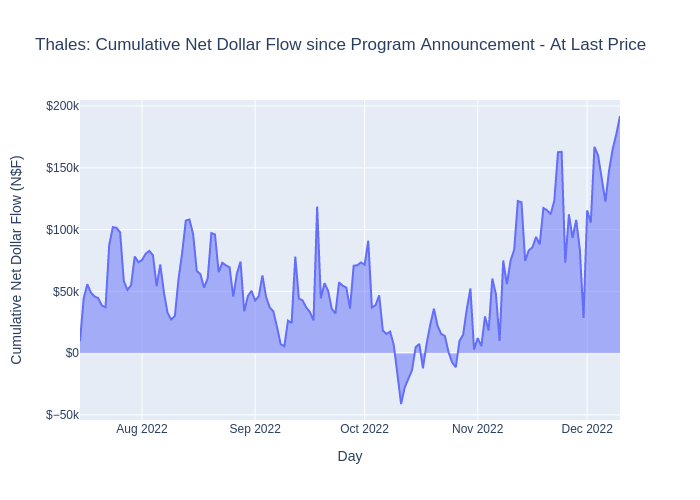 Thales: Cumulative Net Dollar Flow since Program Announcement - At Last Price
Cumulative Net Dollar Flow (N$F)
$200k
$150k
$100k
$50k
$0
$−50k
Aug 2022
Sep 2022
Oct 2022
Nov 2022
Dec 2022
Day